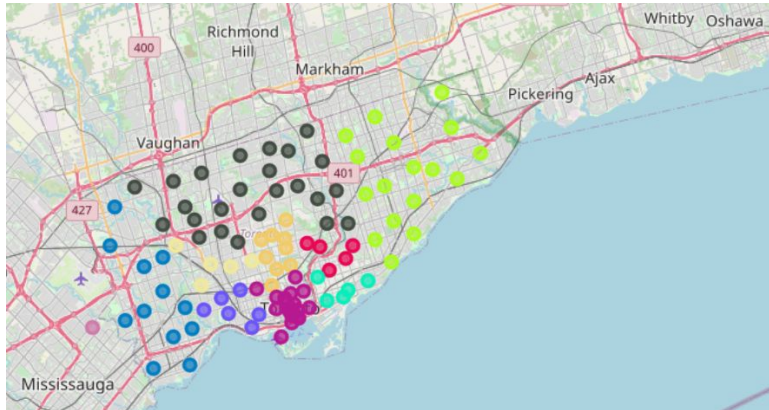 Whitby
Oshawa
Richmond
Hill
400
Markham
Ajax
Pickering
Vaughan
401
427
Mississauga